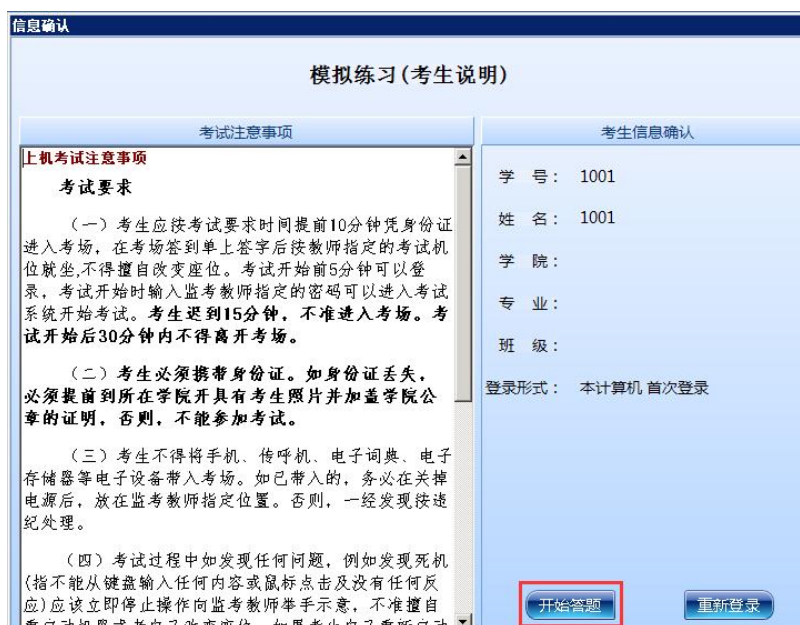 信息确认
模拟练习(考生说明)
考试注意事项
上机考试注意事项
考试要求
（一）考生应按考试要求时间提前10分钟凭身份证
进入考场，在考场签到单上签字后按教师指定的考试机
位就坐,不得擅自改变座位。考试开始前5分钟可以登
录，考试开始时输入监考教师指定的密码可以进入考试
系统开始考试。考生迟到15分钟，不准进入考场。考
试开始后30分钟内不得离开考场。
（二）考生必须携带身份证。如身份证丢失，
必须提前到所在学院开具有考生照片并加盖学院公
章的证明，否则，不能参加考试。
（三）考生不得将手机、传呼机、电子词典、电子
存储器等电子设备带入考场。如已带入的，务必在关掉
电源后，放在监考教师指定位置。否则，一经发现按违
纪处理。
（四）考试过程中如发现任何问题，例如发现死机
(指不能从键盘输入任何内容或鼠标点击及没有任何反
应)应该立即停止操作向监考教师举手示意，不准擅自
考生信息确认
学 号： 1001
姓 名： 1001
学 院：
专 业：
班 级：
登录形式： 本计算机 首次登录
开始答题
重新登录